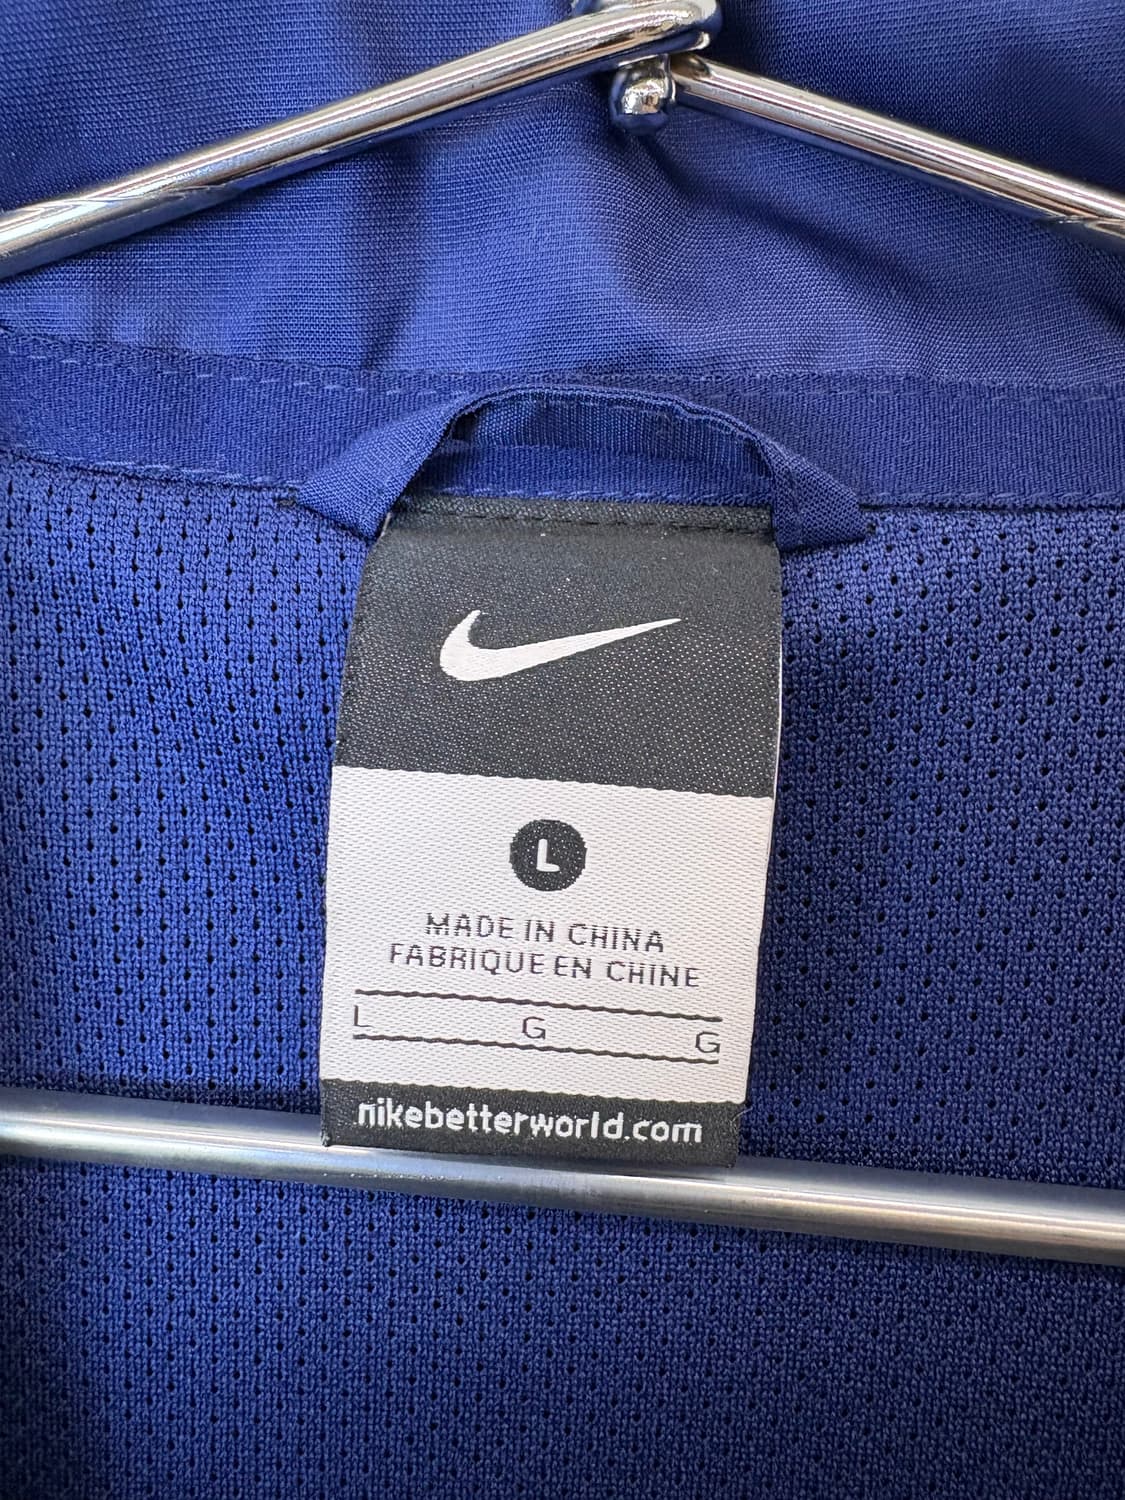 L
MADE IN CHINA
FABRIQUE EN CHINE
L G G
nikebetterworld.com